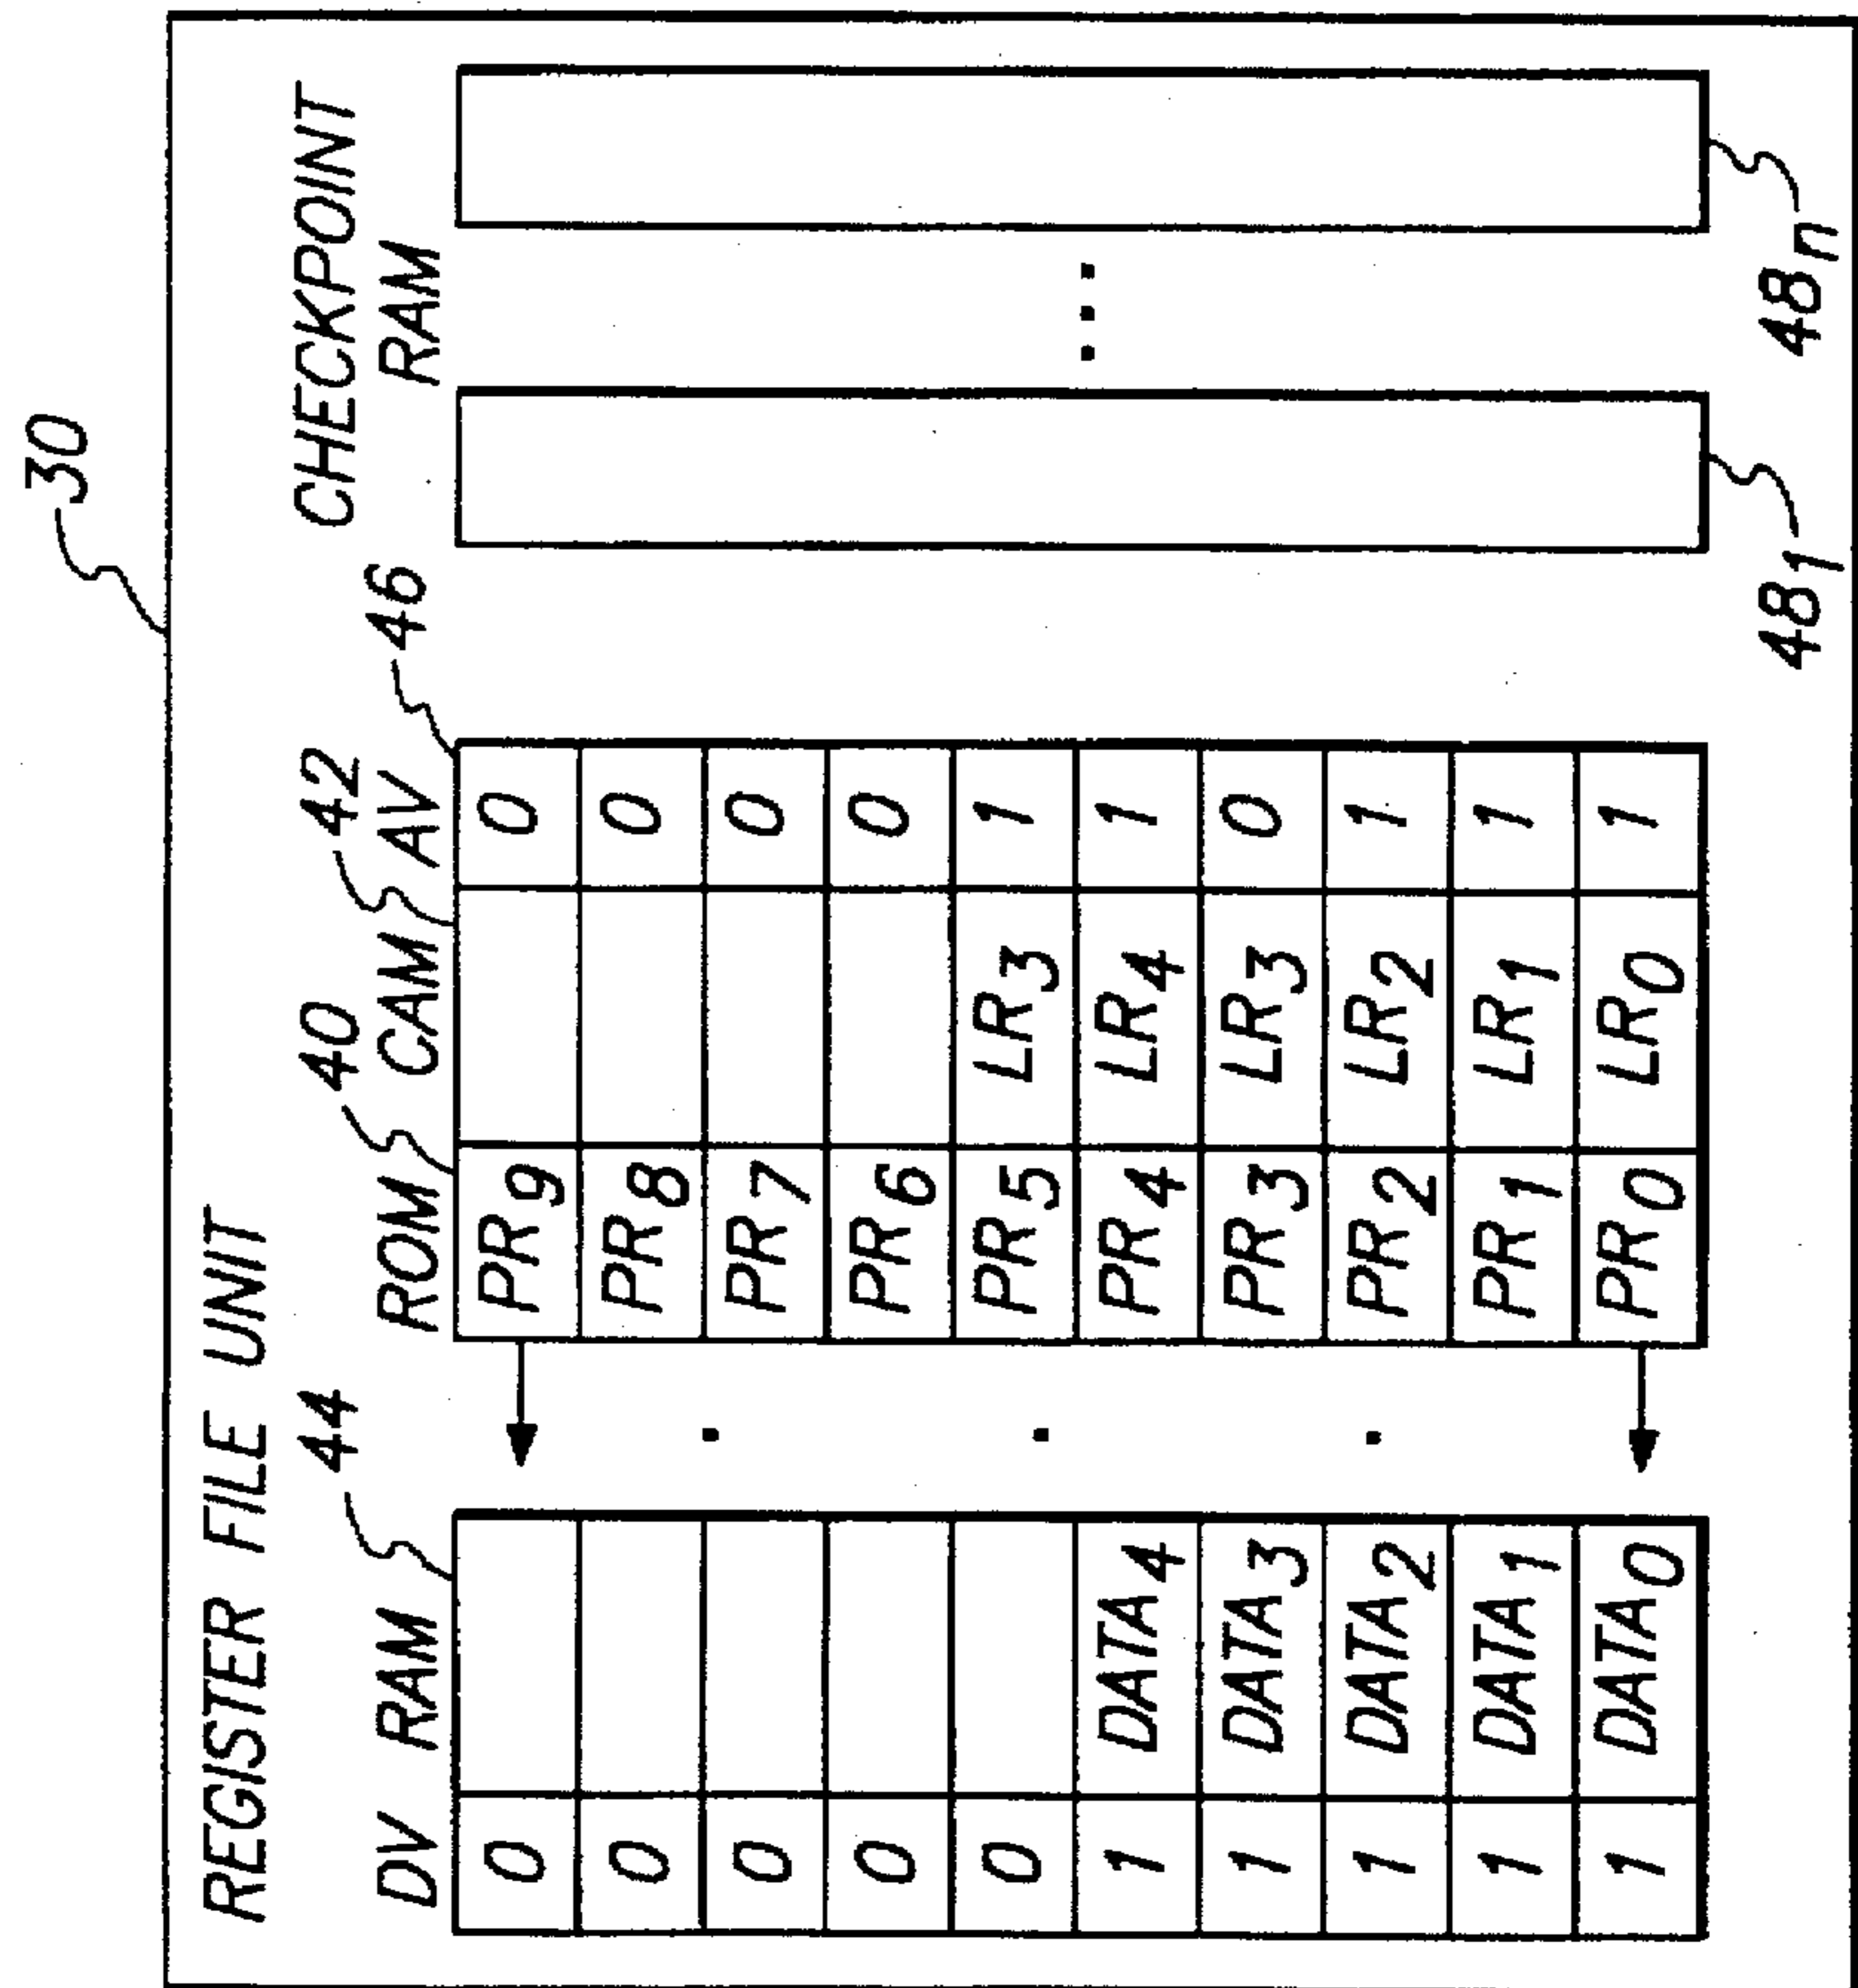 30
REGISTER FILE UNIT
44
40
42
46
CHECKPOINT
RAM
DV RAM ROM CAM AV
0 PR9 0
0 PR8 0
0 PR7 0
0 PR6 0
0 PR5 LR3 1
1 DATA4 PR4 LR4 1
1 DATA3 PR3 LR3 0
1 DATA2 PR2 LR2 1
1 DATA1 PR1 LR1 1
1 DATA0 PR0 LR0 1
481
48n